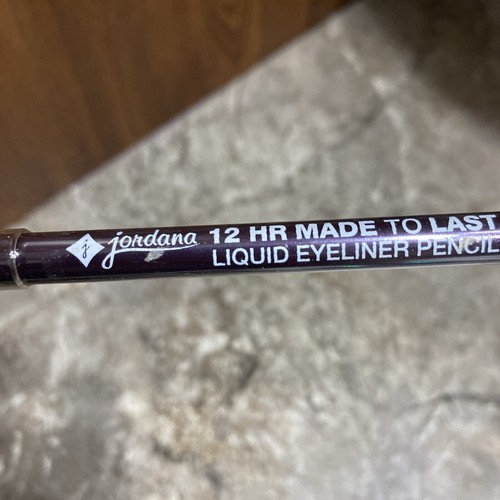 j jordana
12 HR MADE TO LAST
LIQUID EYELINER PENCIL